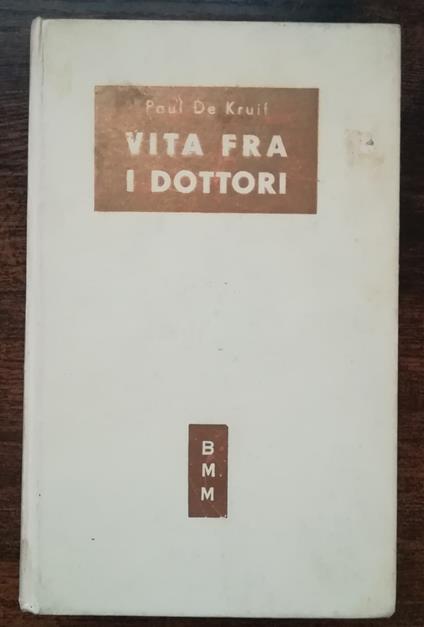 Paul De Kruif
VITA FRA
I DOTTORI
B
M
M